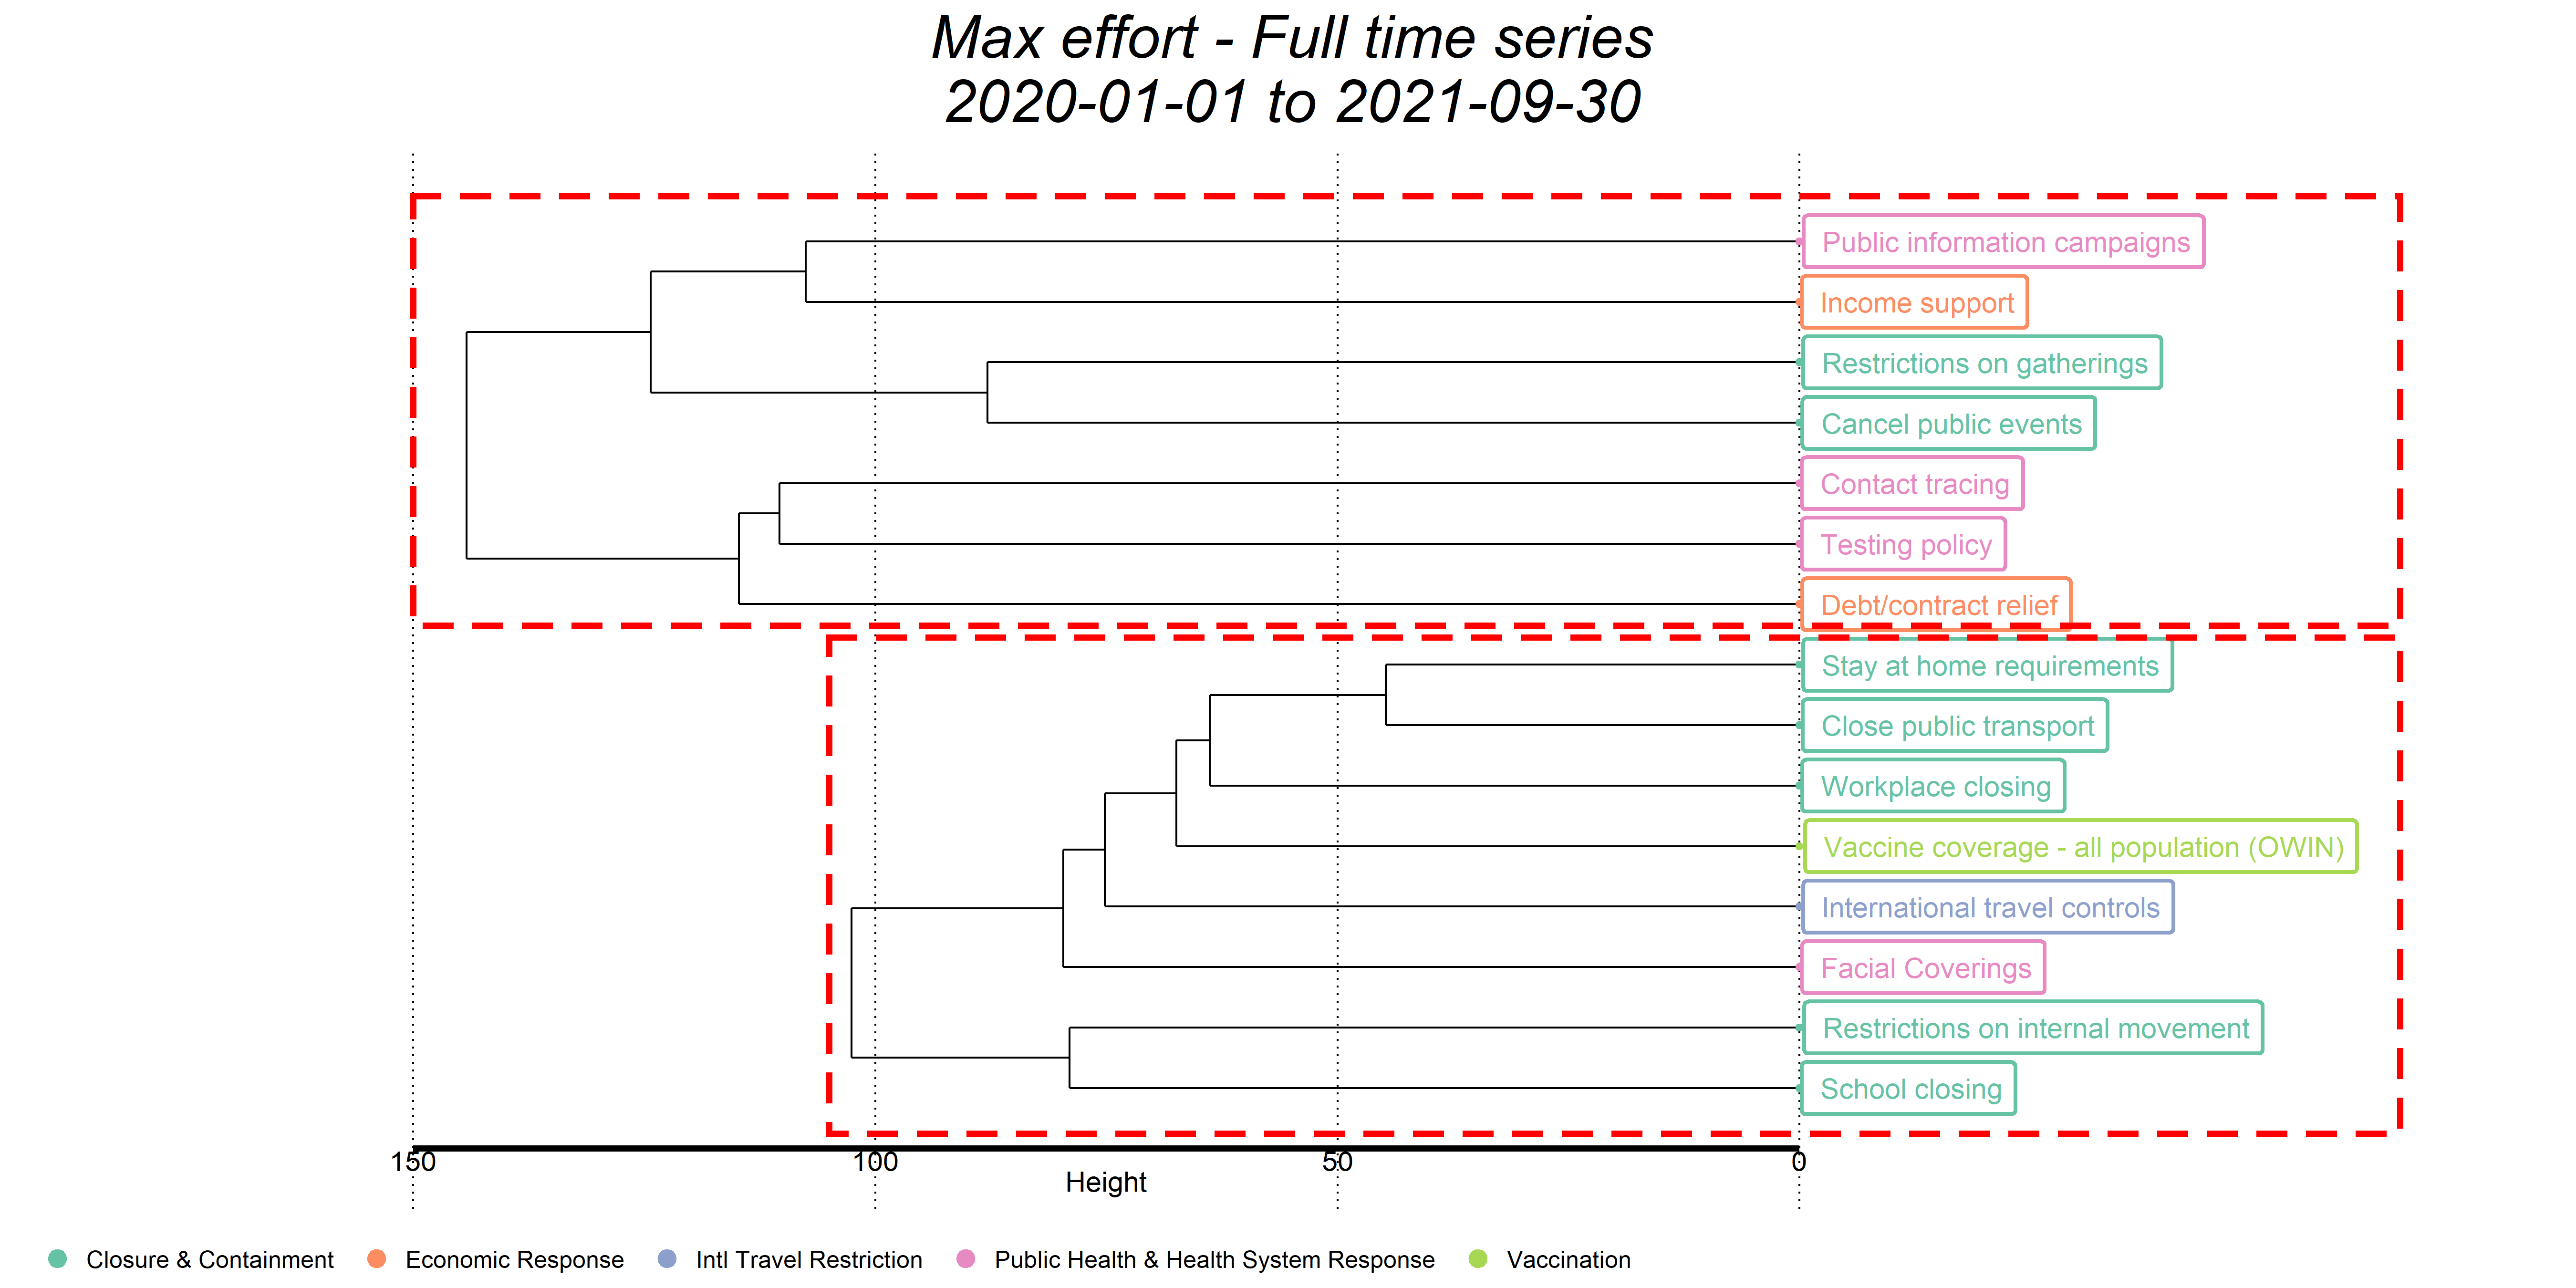 Max effort - Full time series
2020-01-01 to 2021-09-30
Public information campaigns
Income support
Restrictions on gatherings
Cancel public events
Contact tracing
Testing policy
Debt/contract relief
Stay at home requirements
Close public transport
Workplace closing
Vaccine coverage - all population (OWIN)
International travel controls
Facial Coverings
Restrictions on internal movement
School closing
150 100 50 0
Height
Closure & Containment Economic Response Intl Travel Restriction Public Health & Health System Response Vaccination